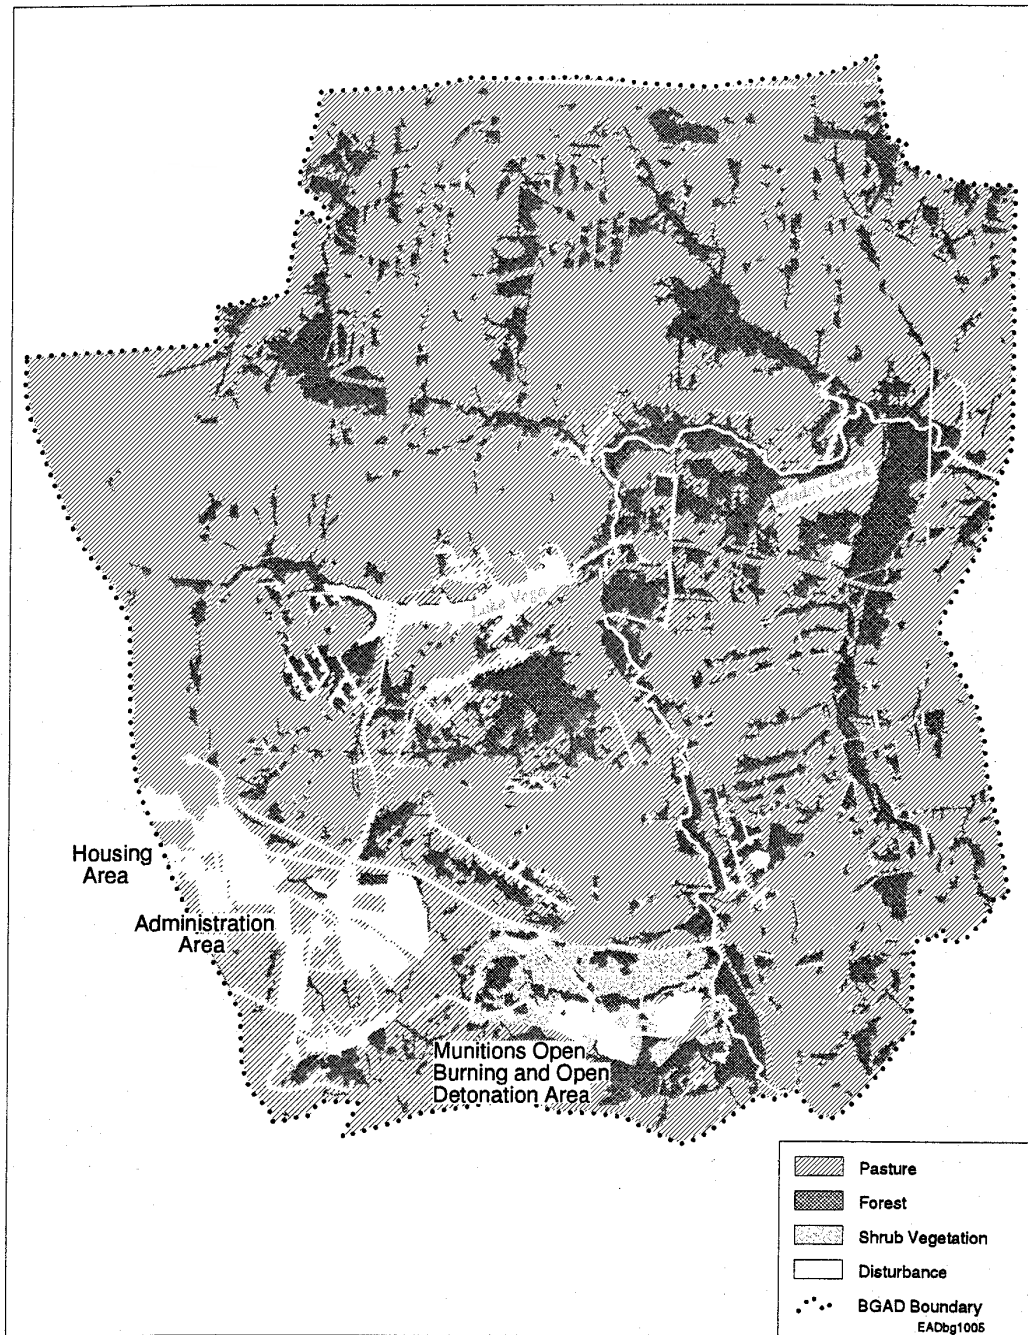 Muddy Creek
Lake Vega
Housing
Area
Administration
Area
Munitions Open
Burning and Open
Detonation Area
Pasture
Forest
Shrub Vegetation
Disturbance
BGAD Boundary
EADbg1005